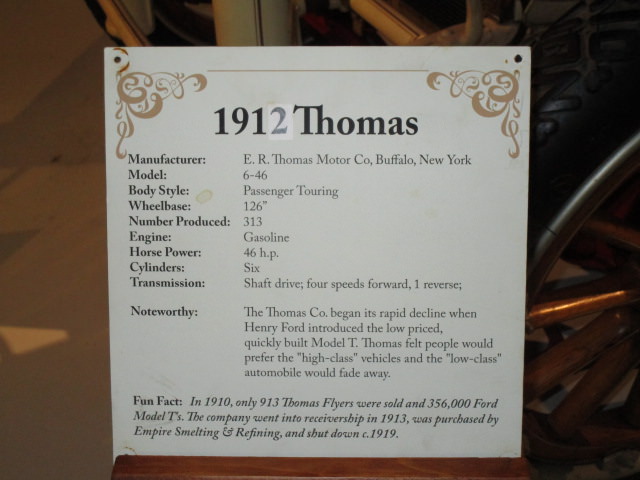 1912 Thomas
Manufacturer: E. R. Thomas Motor Co, Buffalo, New York
Model: 6-46
Body Style: Passenger Touring
Wheelbase: 126"
Number Produced: 313
Engine: Gasoline
Horse Power: 46 h.p.
Cylinders: Six
Transmission: Shaft drive; four speeds forward, 1 reverse;
Noteworthy: The Thomas Co. began its rapid decline when
Henry Ford introduced the low priced,
quickly built Model T. Thomas felt people would
prefer the "high-class" vehicles and the "low-class"
automobile would fade away.
Fun Fact: In 1910, only 913 Thomas Flyers were sold and 356,000 Ford
Model T's. The company went into receivership in 1913, was purchased by
Empire Smelting & Refining, and shut down c.1919.